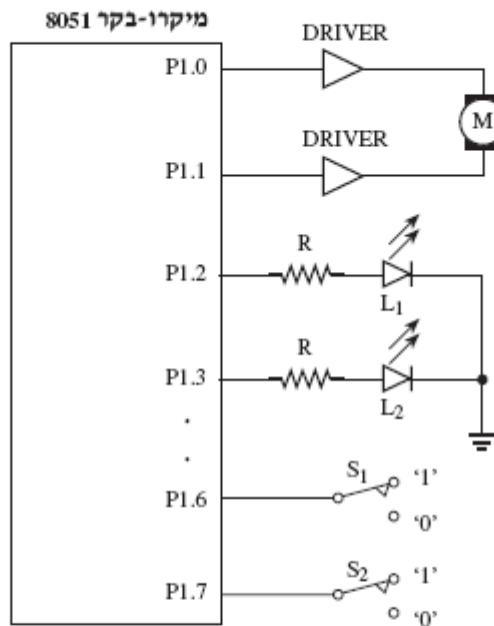 מיקרו-בקר 8051
DRIVER
P1.0
M
DRIVER
P1.1
R
P1.2
L1
R
P1.3
L2
.
.
S1 '1'
P1.6
'0'
S2 '1'
P1.7
'0'